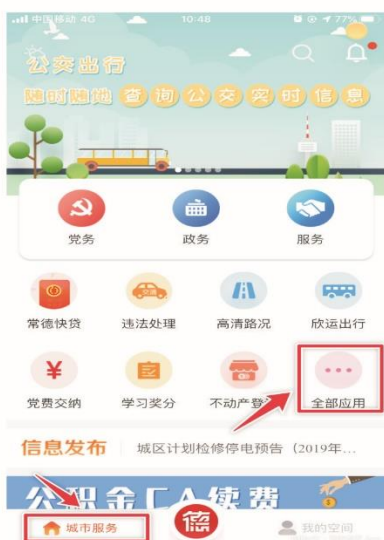 中国移动 4G 10:48 77%
公交出行
随时随地查询公交实时信息
党务 政务 服务
常德快贷 违法处理 高清路况 欣运出行
党费交纳 学习奖分 不动产登 全部应用
信息发布 城区计划检修停电预告（2019年...
公积金 续费
城市服务 德 我的空间